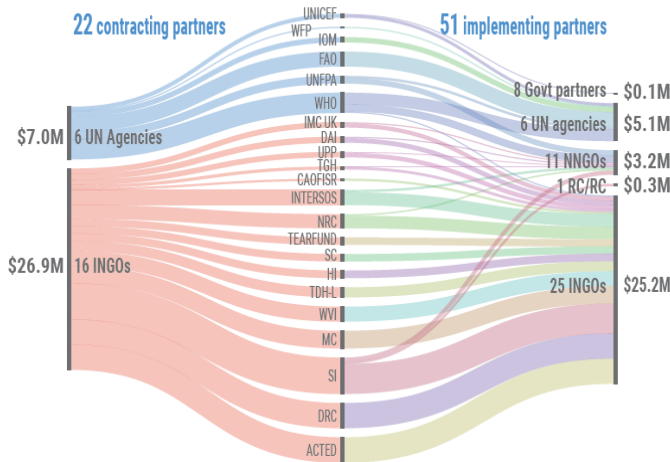 22 contracting partners
51 implementing partners
UNICEF
WFP
IOM
FAO
UNFPA
WHO
IMC UK
DAI
UPP
TGH
CAOFISR
INTERSOS
NRC
TEARFUND
SC
HI
TDH-L
WVI
MC
SI
DRC
ACTED
$7.0M
6 UN Agencies
$26.9M
16 INGOs
8 Govt partners
$0.1M
6 UN agencies
$5.1M
11 NNGOs
$3.2M
1 RC/RC
$0.3M
25 INGOs
$25.2M